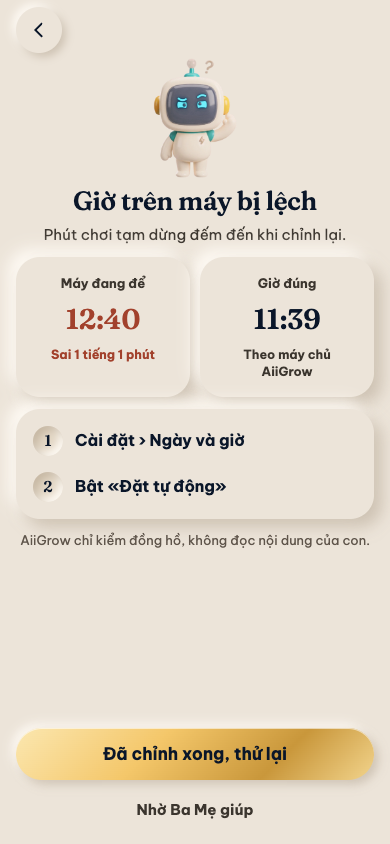 ?
Giờ trên máy bị lệch
Phút chơi tạm dừng đếm đến khi chỉnh lại.
Máy đang để
12:40
Sai 1 tiếng 1 phút
Giờ đúng
11:39
Theo máy chủ
AiiGrow
1 Cài đặt › Ngày và giờ
2 Bật «Đặt tự động»
AiiGrow chỉ kiểm đồng hồ, không đọc nội dung của con.
Đã chỉnh xong, thử lại
Nhờ Ba Mẹ giúp